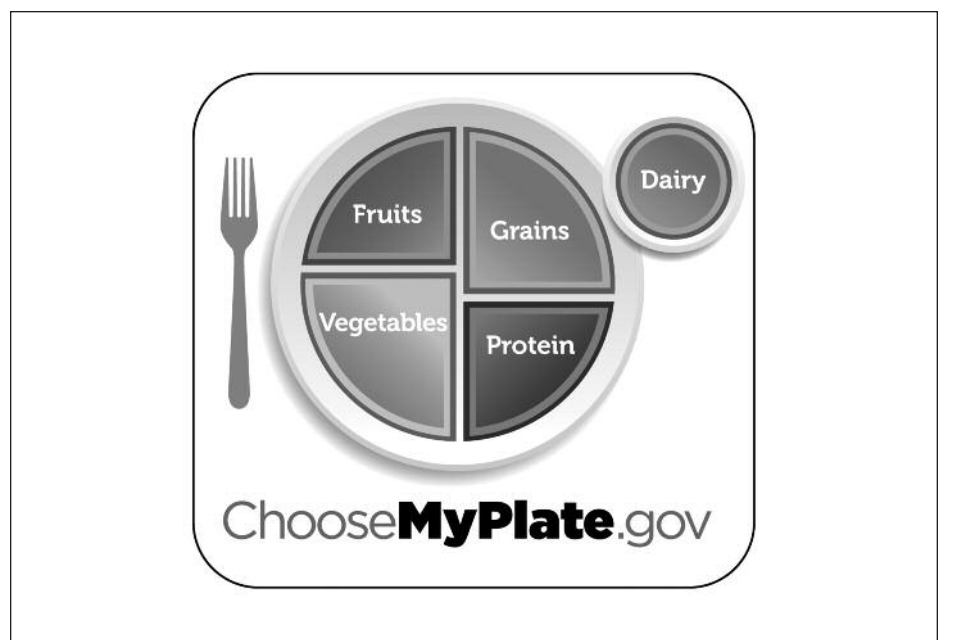 Fruits
Grains
Dairy
Vegetables
Protein
ChooseMyPlate.gov